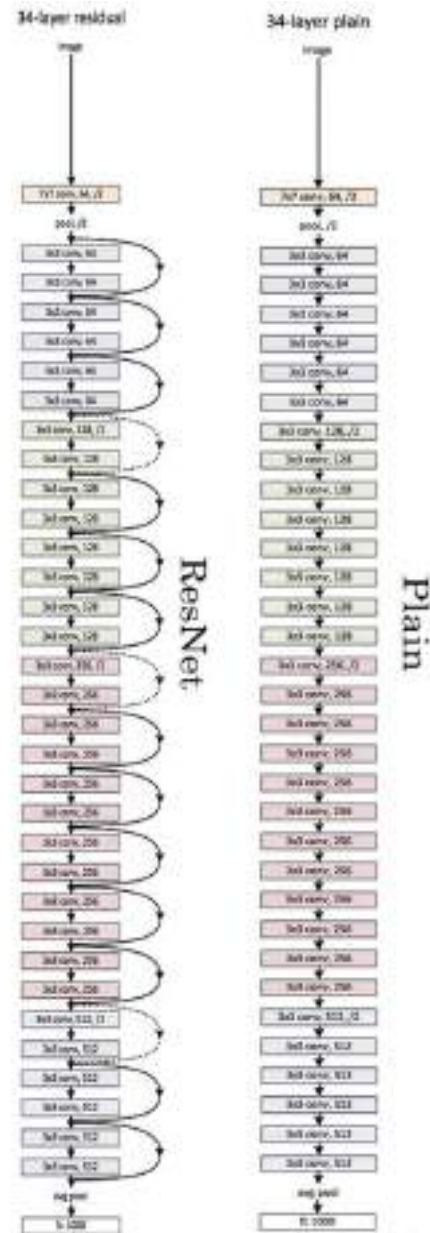 34-layer residual
image
7x7 conv, 64, /2
pool, /2
3x3 conv, 64
3x3 conv, 64
3x3 conv, 64
3x3 conv, 64
3x3 conv, 64
3x3 conv, 64
3x3 conv, 128, /2
3x3 conv, 128
3x3 conv, 128
3x3 conv, 128
3x3 conv, 128
3x3 conv, 128
3x3 conv, 128
3x3 conv, 128
3x3 conv, 256, /2
3x3 conv, 256
3x3 conv, 256
3x3 conv, 256
3x3 conv, 256
3x3 conv, 256
3x3 conv, 256
3x3 conv, 256
3x3 conv, 256
3x3 conv, 256
3x3 conv, 256
3x3 conv, 256
3x3 conv, 512, /2
3x3 conv, 512
3x3 conv, 512
3x3 conv, 512
3x3 conv, 512
3x3 conv, 512
avg pool
fc 1000
ResNet
34-layer plain
image
7x7 conv, 64, /2
pool, /2
3x3 conv, 64
3x3 conv, 64
3x3 conv, 64
3x3 conv, 64
3x3 conv, 64
3x3 conv, 64
3x3 conv, 128, /2
3x3 conv, 128
3x3 conv, 128
3x3 conv, 128
3x3 conv, 128
3x3 conv, 128
3x3 conv, 128
3x3 conv, 128
3x3 conv, 256, /2
3x3 conv, 256
3x3 conv, 256
3x3 conv, 256
3x3 conv, 256
3x3 conv, 256
3x3 conv, 256
3x3 conv, 256
3x3 conv, 256
3x3 conv, 256
3x3 conv, 256
3x3 conv, 256
3x3 conv, 512, /2
3x3 conv, 512
3x3 conv, 512
3x3 conv, 512
3x3 conv, 512
3x3 conv, 512
avg pool
fc 1000
Plain